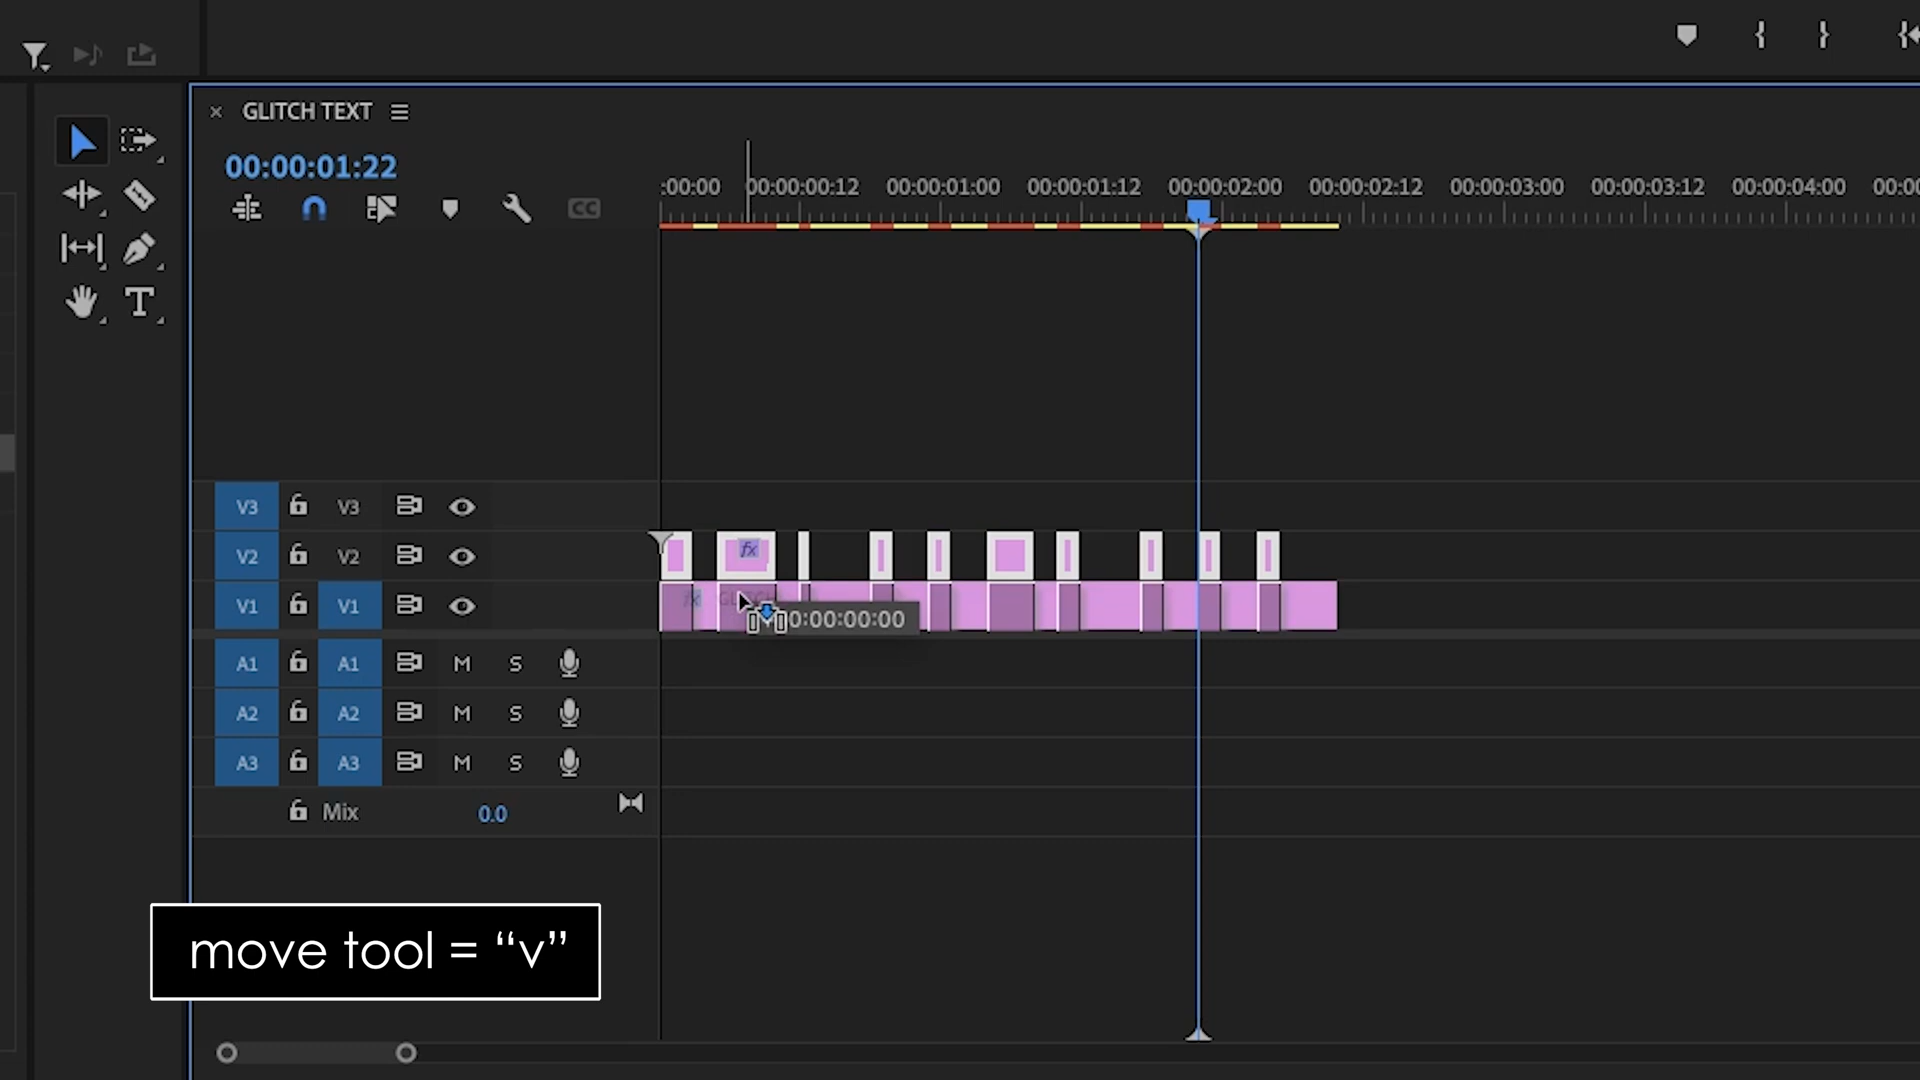 GLITCH TEXT
00:00:01:22
:00:00 00:00:00:12 00:00:01:00 00:00:01:12 00:00:02:00 00:00:02:12 00:00:03:00 00:00:03:12 00:00:04:00 00:00
CC
V3 V3
V2 V2
fx
V1 V1
fx
0:00:00:00
A1 A1 M S
A2 A2 M S
A3 A3 M S
Mix 0.0
move tool = “v”
T